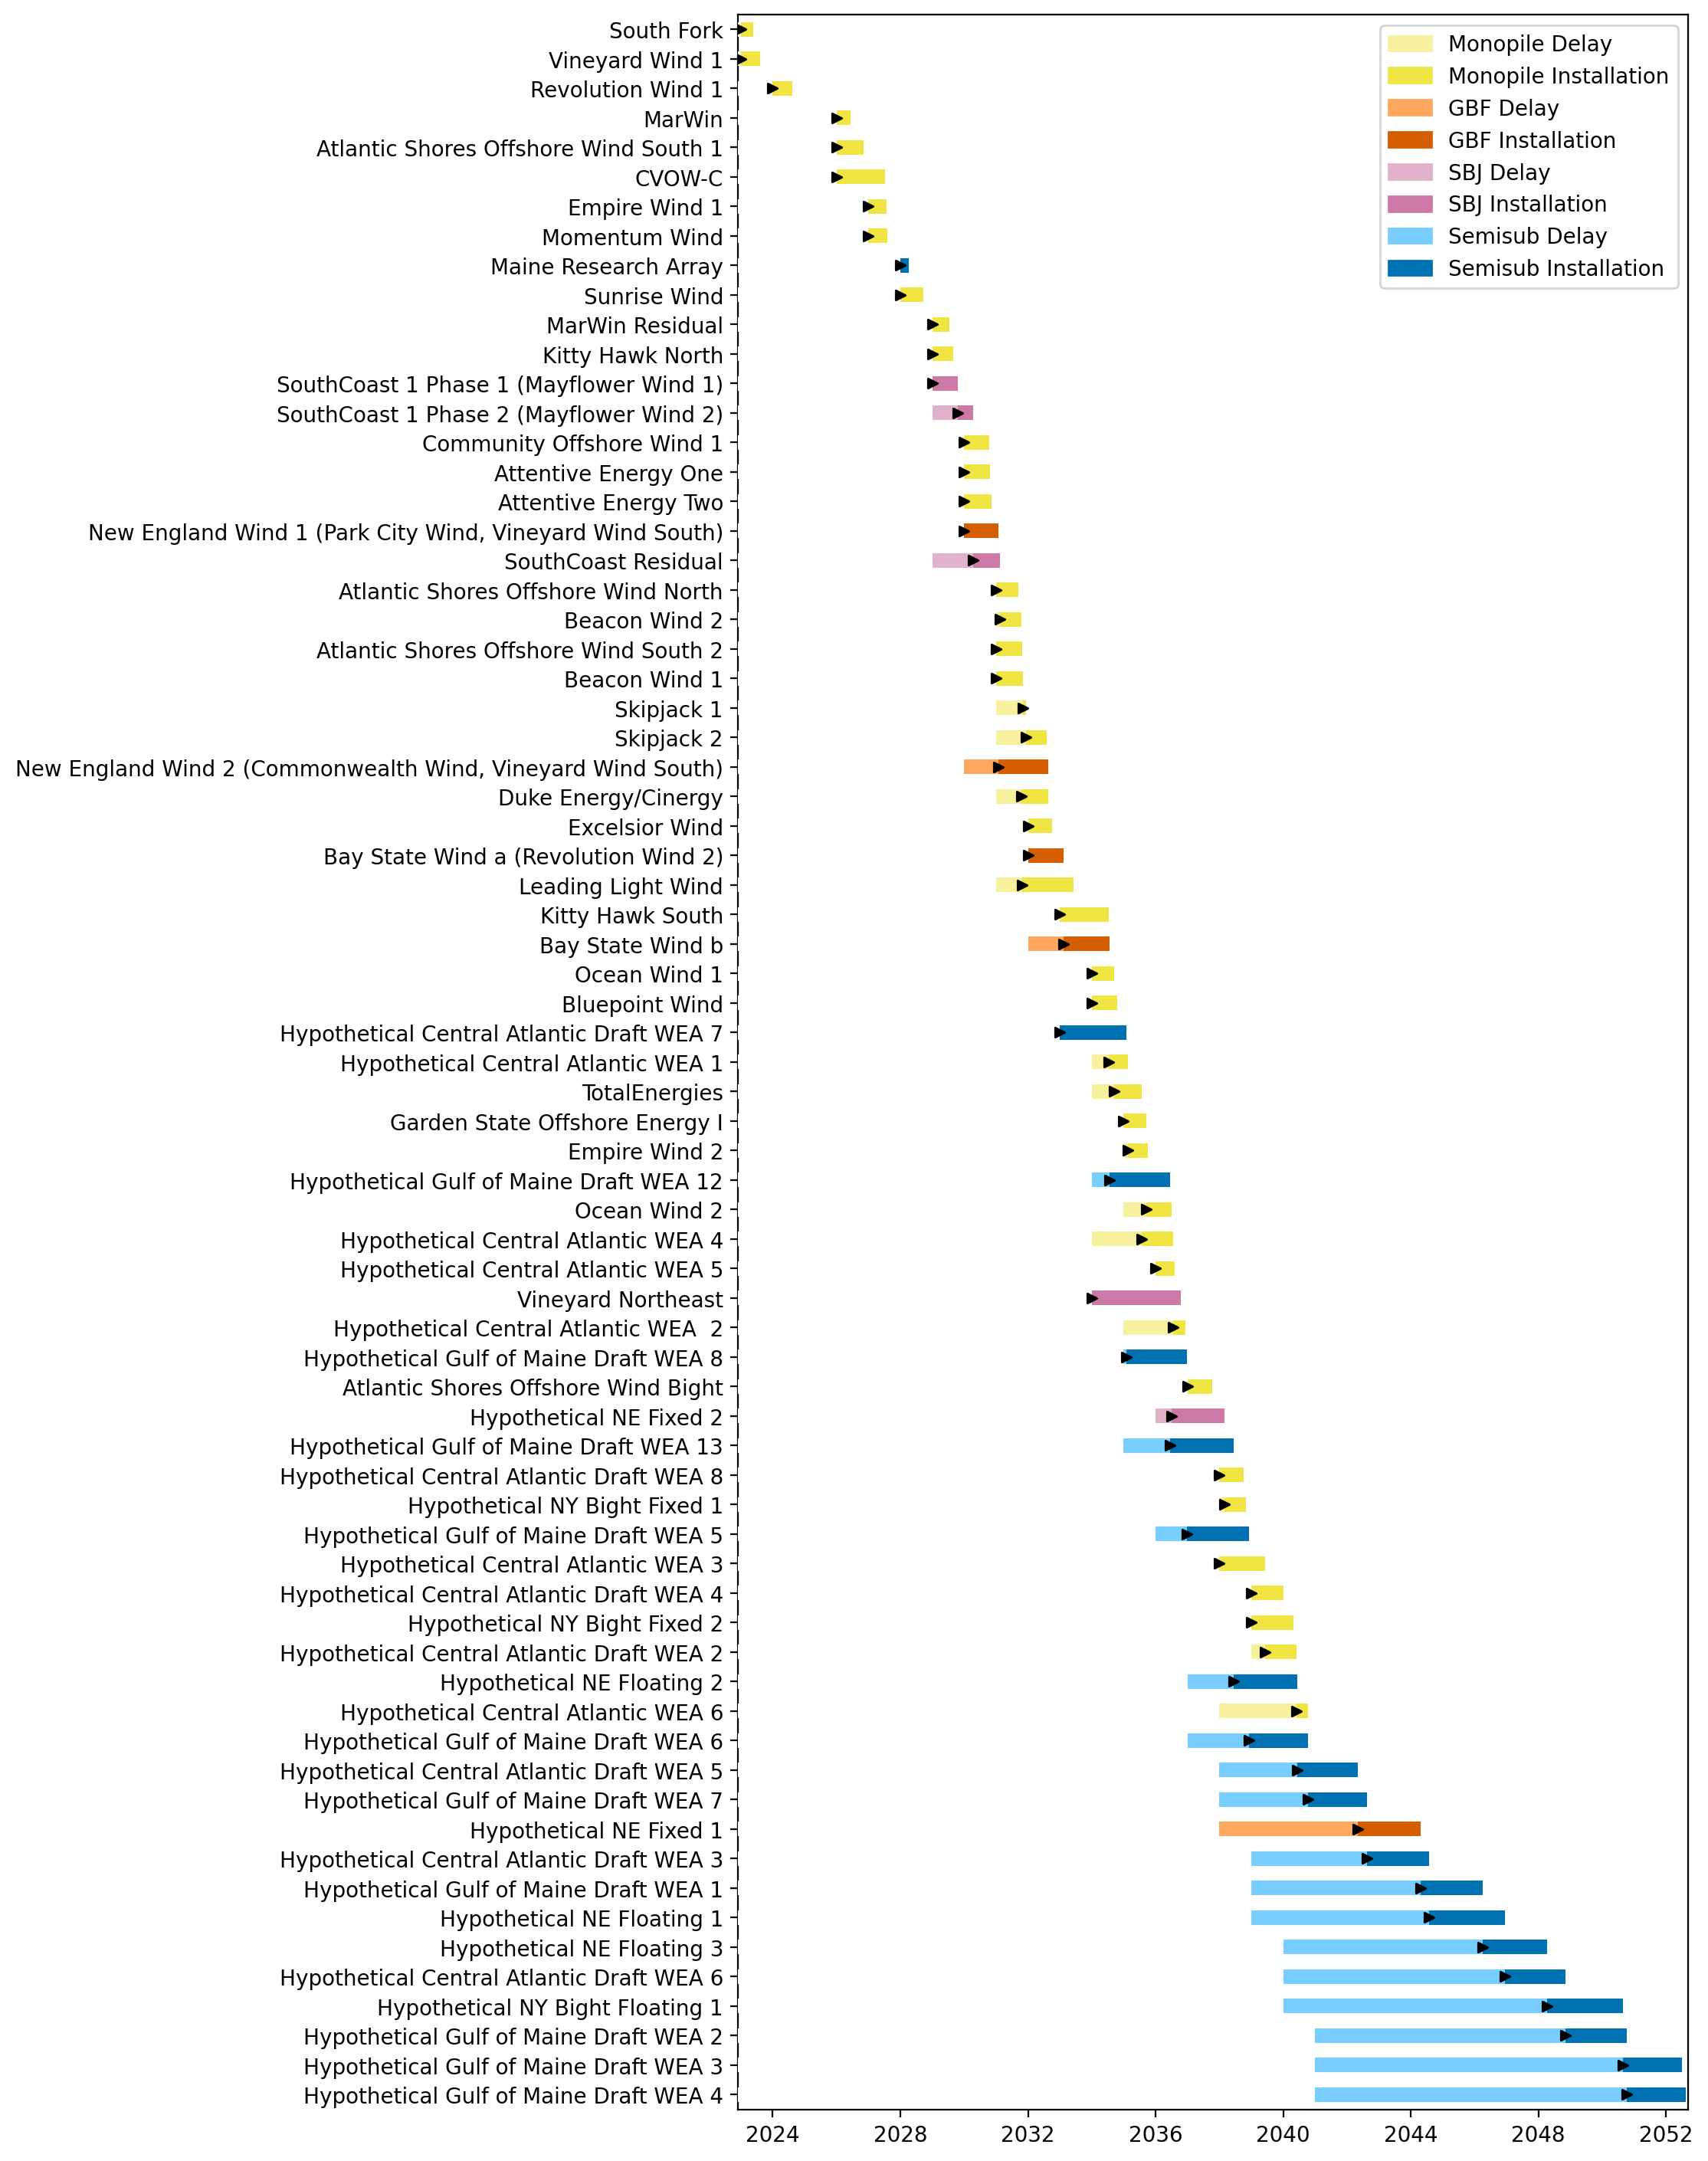 South Fork
Vineyard Wind 1
Revolution Wind 1
MarWin
Atlantic Shores Offshore Wind South 1
CVOW-C
Empire Wind 1
Momentum Wind
Maine Research Array
Sunrise Wind
MarWin Residual
Kitty Hawk North
SouthCoast 1 Phase 1 (Mayflower Wind 1)
SouthCoast 1 Phase 2 (Mayflower Wind 2)
Community Offshore Wind 1
Attentive Energy One
Attentive Energy Two
New England Wind 1 (Park City Wind, Vineyard Wind South)
SouthCoast Residual
Atlantic Shores Offshore Wind North
Beacon Wind 2
Atlantic Shores Offshore Wind South 2
Beacon Wind 1
Skipjack 1
Skipjack 2
New England Wind 2 (Commonwealth Wind, Vineyard Wind South)
Duke Energy/Cinergy
Excelsior Wind
Bay State Wind a (Revolution Wind 2)
Leading Light Wind
Kitty Hawk South
Bay State Wind b
Ocean Wind 1
Bluepoint Wind
Hypothetical Central Atlantic Draft WEA 7
Hypothetical Central Atlantic WEA 1
TotalEnergies
Garden State Offshore Energy I
Empire Wind 2
Hypothetical Gulf of Maine Draft WEA 12
Ocean Wind 2
Hypothetical Central Atlantic WEA 4
Hypothetical Central Atlantic WEA 5
Vineyard Northeast
Hypothetical Central Atlantic WEA  2
Hypothetical Gulf of Maine Draft WEA 8
Atlantic Shores Offshore Wind Bight
Hypothetical NE Fixed 2
Hypothetical Gulf of Maine Draft WEA 13
Hypothetical Central Atlantic Draft WEA 8
Hypothetical NY Bight Fixed 1
Hypothetical Gulf of Maine Draft WEA 5
Hypothetical Central Atlantic WEA 3
Hypothetical Central Atlantic Draft WEA 4
Hypothetical NY Bight Fixed 2
Hypothetical Central Atlantic Draft WEA 2
Hypothetical NE Floating 2
Hypothetical Central Atlantic WEA 6
Hypothetical Gulf of Maine Draft WEA 6
Hypothetical Central Atlantic Draft WEA 5
Hypothetical Gulf of Maine Draft WEA 7
Hypothetical NE Fixed 1
Hypothetical Central Atlantic Draft WEA 3
Hypothetical Gulf of Maine Draft WEA 1
Hypothetical NE Floating 1
Hypothetical NE Floating 3
Hypothetical Central Atlantic Draft WEA 6
Hypothetical NY Bight Floating 1
Hypothetical Gulf of Maine Draft WEA 2
Hypothetical Gulf of Maine Draft WEA 3
Hypothetical Gulf of Maine Draft WEA 4
Monopile Delay
Monopile Installation
GBF Delay
GBF Installation
SBJ Delay
SBJ Installation
Semisub Delay
Semisub Installation
2024 2028 2032 2036 2040 2044 2048 2052